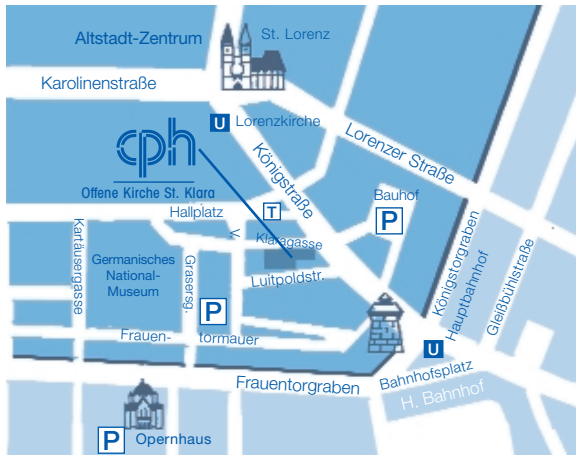 Altstadt-Zentrum
St. Lorenz
Karolinenstraße
U Lorenzkirche
Lorenzer Straße
cph
Offene Kirche St. Klara
Königstraße
Bauhof
P
Hallplatz
T
Klaragasse
V
Luitpoldstr.
Kartäusergasse
Germanisches
National-
Museum
Grasersg.
P
Frauen-
tormauer
Königstorgraben
Hauptbahnhof
Gleißbühlstraße
U
Bahnhofsplatz
H. Bahnhof
Frauentorgraben
P Opernhaus